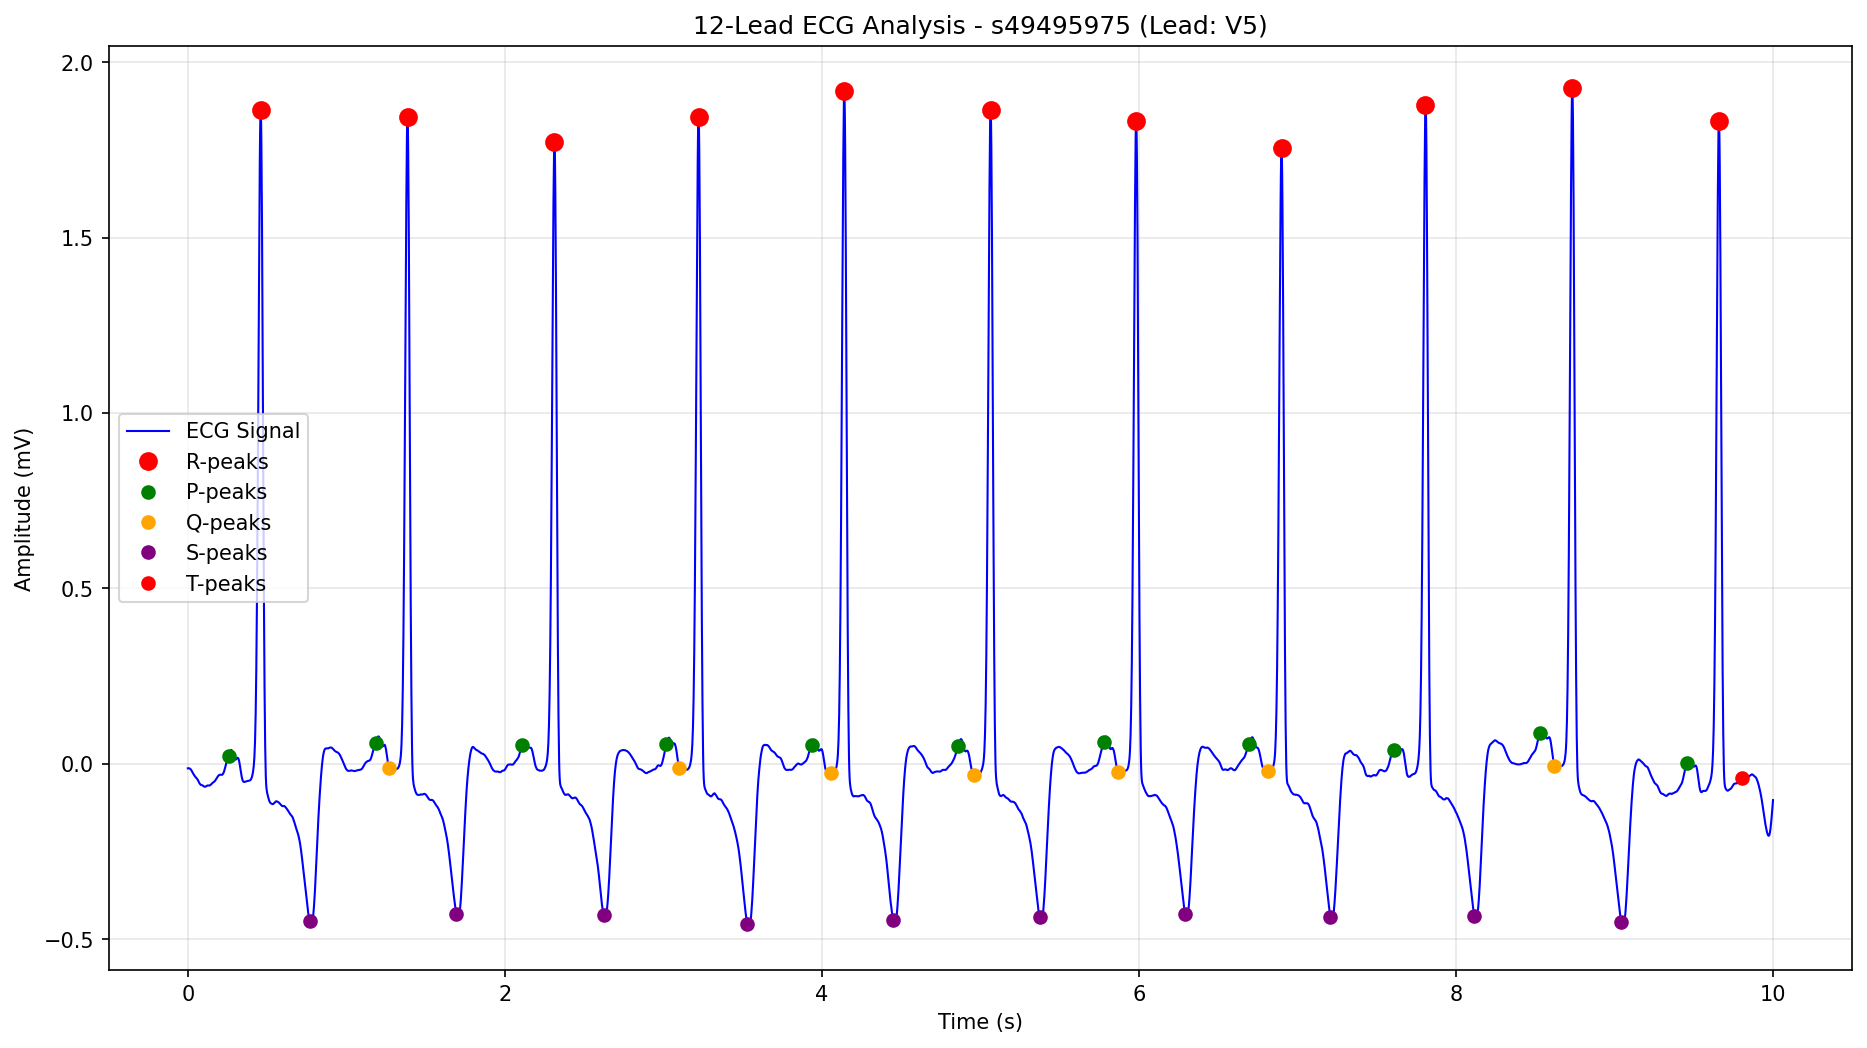 12-Lead ECG Analysis - s49495975 (Lead: V5)
Amplitude (mV)
2.0
1.5
1.0
0.5
0.0
−0.5
ECG Signal
R-peaks
P-peaks
Q-peaks
S-peaks
T-peaks
0 2 4 6 8 10
Time (s)